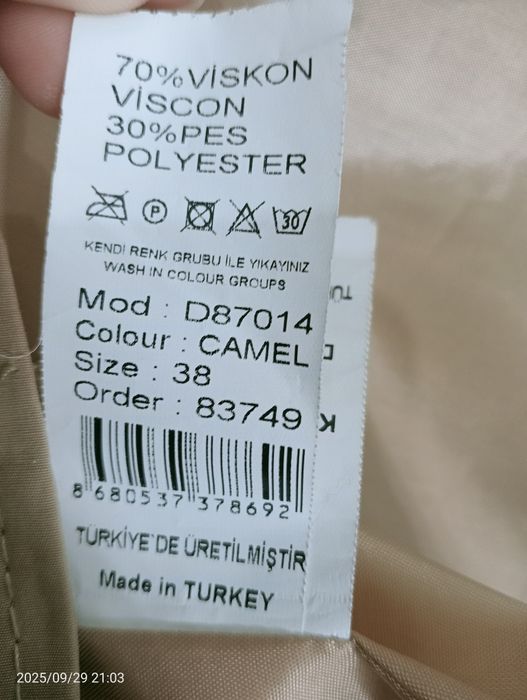 70%VİSKON
VİSCON
30%PES
POLYESTER
P
30
KENDİ RENK GRUBU İLE YIKAYINIZ
WASH IN COLOUR GROUPS
Mod : D87014
Colour : CAMEL
Size : 38
Order : 83749
8 680537 378692
TÜRKİYE'DE ÜRETİLMİŞTİR
Made in TURKEY
2025/09/29 21:03